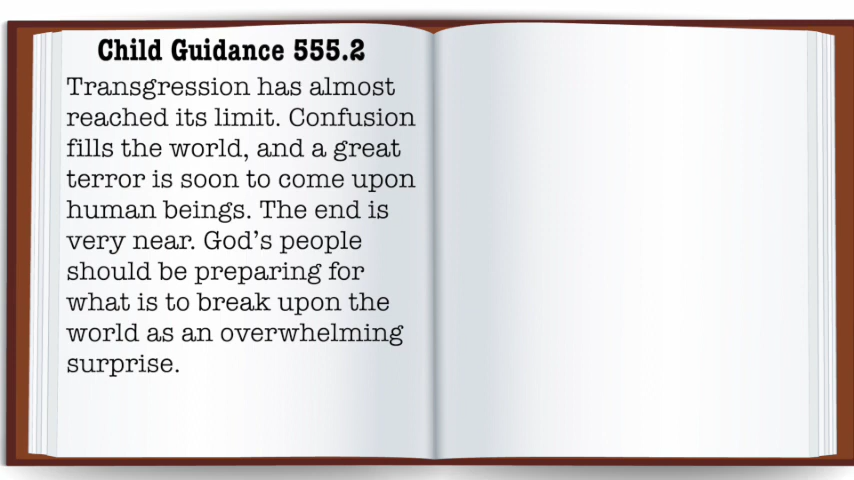 Child Guidance 555.2
Transgression has almost
reached its limit. Confusion
fills the world, and a great
terror is soon to come upon
human beings. The end is
very near. God's people
should be preparing for
what is to break upon the
world as an overwhelming
surprise.